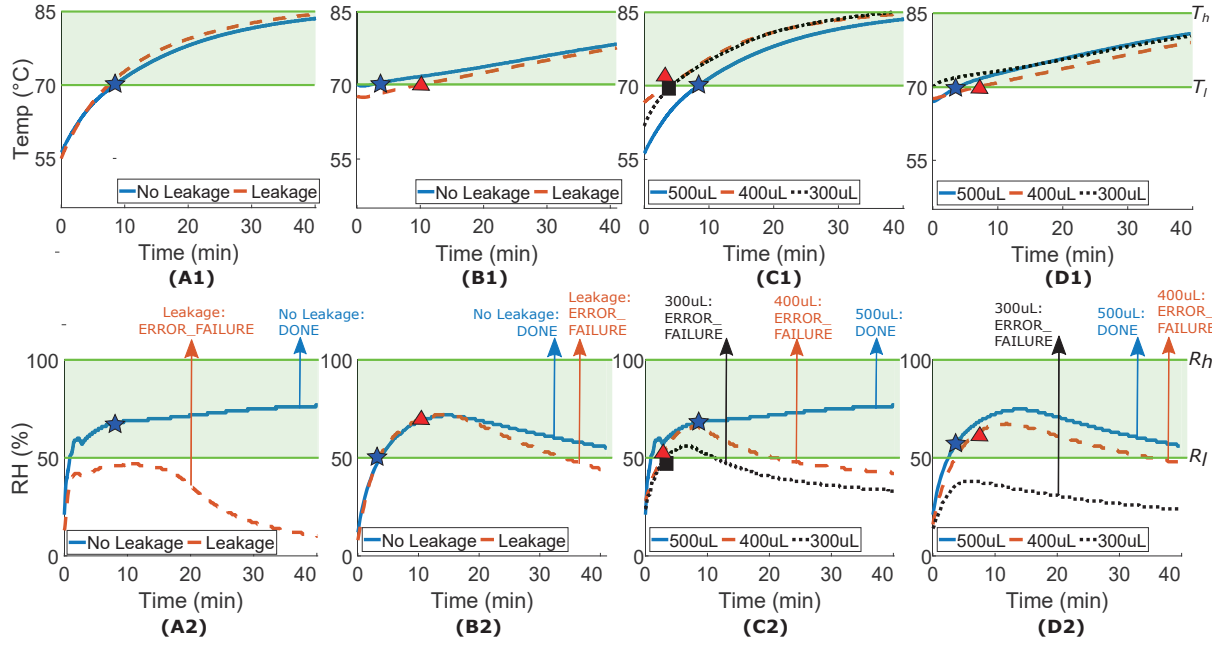 85
70
55
Temp (°C)
No Leakage
Leakage
0
10
20
30
40
Time (min)
(A1)
85
70
55
No Leakage
Leakage
0
10
20
30
40
Time (min)
(B1)
85
70
55
500uL
400uL
300uL
0
10
20
30
40
Time (min)
(C1)
85
70
55
Th
Tl
500uL
400uL
300uL
0
10
20
30
40
Time (min)
(D1)
Leakage:
ERROR_FAILURE
No Leakage:
DONE
100
50
0
RH (%)
No Leakage
Leakage
0
10
20
30
40
Time (min)
(A2)
No Leakage:
DONE
Leakage:
ERROR_
FAILURE
100
50
0
No Leakage
Leakage
0
10
20
30
40
Time (min)
(B2)
300uL:
ERROR_
FAILURE
400uL:
ERROR_
FAILURE
500uL:
DONE
100
50
0
500uL
400uL
300uL
0
10
20
30
40
Time (min)
(C2)
300uL:
ERROR_
FAILURE
500uL:
DONE
400uL:
ERROR_
FAILURE
100
50
0
Rh
Rl
500uL
400uL
300uL
0
10
20
30
40
Time (min)
(D2)